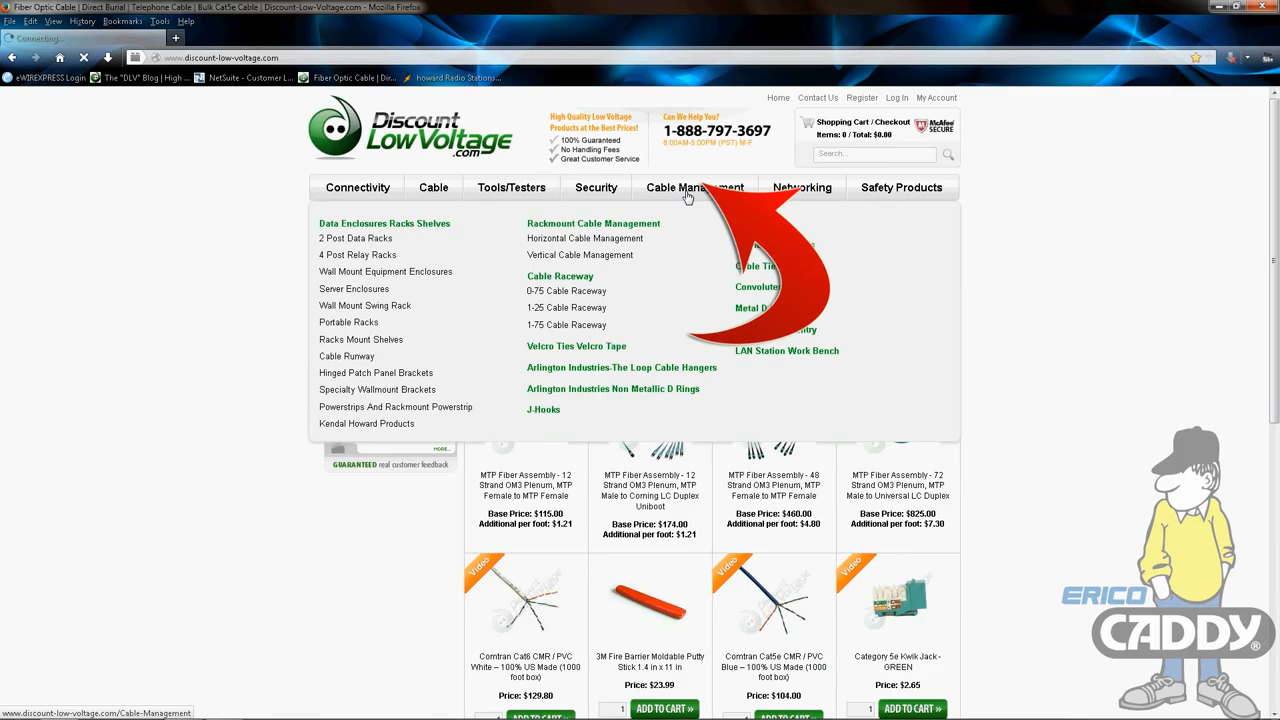 Fiber Optic Cable | Direct Burial | Telephone Cable | Bulk Cat5e Cable | Discount-Low-Voltage.com - Mozilla Firefox
File Edit View History Bookmarks Tools Help
Connecting...
www.discount-low-voltage.com
eWIREXPRESS Login The "DLV" Blog | High ... NetSuite - Customer L... Fiber Optic Cable | Dir... howard Radio Stations...
Home Contact Us Register Log In My Account
Discount
LowVoltage
.com
High Quality Low Voltage
Products at the Best Prices!
100% Guaranteed
No Handling Fees
Great Customer Service
Can We Help You?
1-888-797-3697
8:00AM-5:00PM (PST) M-F
Shopping Cart / Checkout
Items: 0 / Total: $0.00
McAfee
SECURE
Search...
Connectivity Cable Tools/Testers Security Cable Management Networking Safety Products
Data Enclosures Racks Shelves
2 Post Data Racks
4 Post Relay Racks
Wall Mount Equipment Enclosures
Server Enclosures
Wall Mount Swing Rack
Portable Racks
Racks Mount Shelves
Cable Runway
Hinged Patch Panel Brackets
Specialty Wallmount Brackets
Powerstrips And Rackmount Powerstrip
Kendal Howard Products
Rackmount Cable Management
Horizontal Cable Management
Vertical Cable Management
Cable Raceway
0-75 Cable Raceway
1-25 Cable Raceway
1-75 Cable Raceway
Velcro Ties Velcro Tape
Arlington Industries-The Loop Cable Hangers
Arlington Industries Non Metallic D Rings
J-Hooks
Cable Tie
Convolute
Metal D
LAN Station Work Bench
MORE...
GUARANTEED real customer feedback
MTP Fiber Assembly - 12
Strand OM3 Plenum, MTP
Female to MTP Female
Base Price: $115.00
Additional per foot: $1.21
MTP Fiber Assembly - 12
Strand OM3 Plenum, MTP
Male to Corning LC Duplex
Uniboot
Base Price: $174.00
Additional per foot: $1.21
MTP Fiber Assembly - 48
Strand OM3 Plenum, MTP
Female to MTP Female
Base Price: $460.00
Additional per foot: $4.80
MTP Fiber Assembly - 72
Strand OM3 Plenum, MTP
Male to Universal LC Duplex
Base Price: $825.00
Additional per foot: $7.30
Video
Comtran Cat6 CMR / PVC
White – 100% US Made (1000
foot box)
Price: $129.80
ADD TO CART »
3M Fire Barrier Moldable Putty
Stick 1.4 in x 11 in
Price: $23.99
1 ADD TO CART »
Video
Comtran Cat5e CMR / PVC
Blue – 100% US Made (1000
foot box)
Price: $104.00
ADD TO CART »
Video
Category 5e Kwik Jack -
GREEN
Price: $2.65
1 ADD TO CART »
ERICO
CADDY®
www.discount-low-voltage.com/Cable-Management